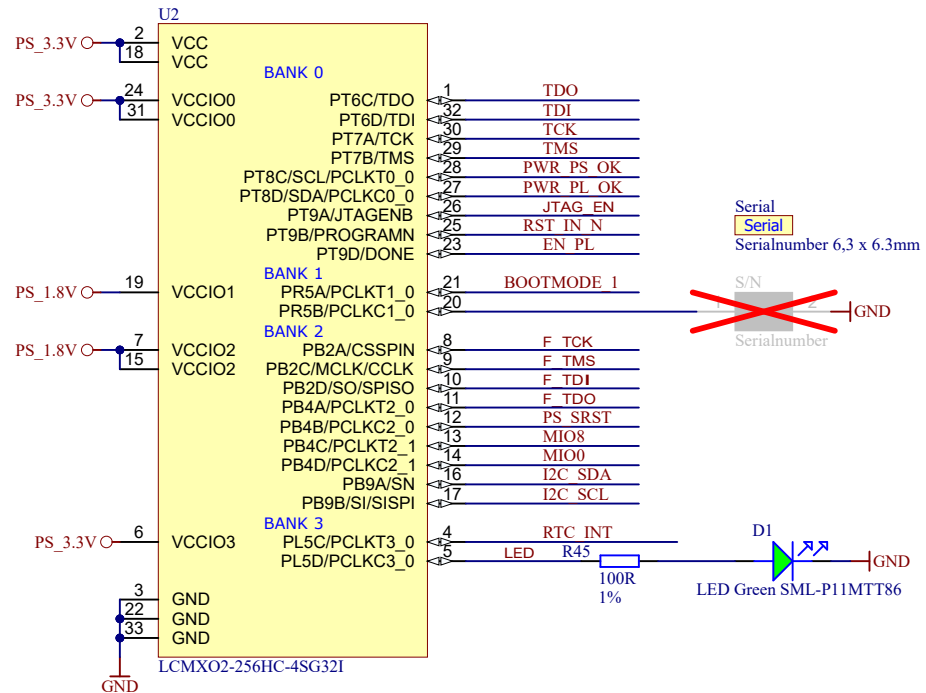 U2
PS_3.3V 2 VCC
18 VCC
BANK 0
PS_3.3V 24 VCCIO0
31 VCCIO0
PT6C/TDO 1 TDO
PT6D/TDI 32 TDI
PT7A/TCK 30 TCK
PT7B/TMS 29 TMS
PT8C/SCL/PCLKT0_0 28 PWR_PS_OK
PT8D/SDA/PCLKC0_0 27 PWR_PL_OK
PT9A/JTAGENB 26 JTAG_EN
PT9B/PROGRAMN 25 RST_IN_N
PT9D/DONE 23 EN_PL
Serial
Serial
Serialnumber 6,3 x 6.3mm
BANK 1
PS_1.8V 19 VCCIO1
PR5A/PCLKT1_0 21 BOOTMODE_1
PR5B/PCLKC1_0 20
S/N
1 2 GND
Serialnumber
BANK 2
PS_1.8V 7 VCCIO2
15 VCCIO2
PB2A/CSSPIN 8 F_TCK
PB2C/MCLK/CCLK 9 F_TMS
PB2D/SO/SPISO 10 F_TDI
PB4A/PCLKT2_0 11 F_TDO
PB4B/PCLKC2_0 12 PS_SRST
PB4C/PCLKT2_1 13 MIO8
PB4D/PCLKC2_1 14 MIO0
PB9A/SN 16 I2C_SDA
PB9B/SI/SISPI 17 I2C_SCL
BANK 3
PS_3.3V 6 VCCIO3
PL5C/PCLKT3_0 4 RTC_INT
PL5D/PCLKC3_0 5 LED R45
100R
1%
D1
LED Green SML-P11MTT86
GND
3 GND
22 GND
33 GND
GND
LCMXO2-256HC-4SG32I